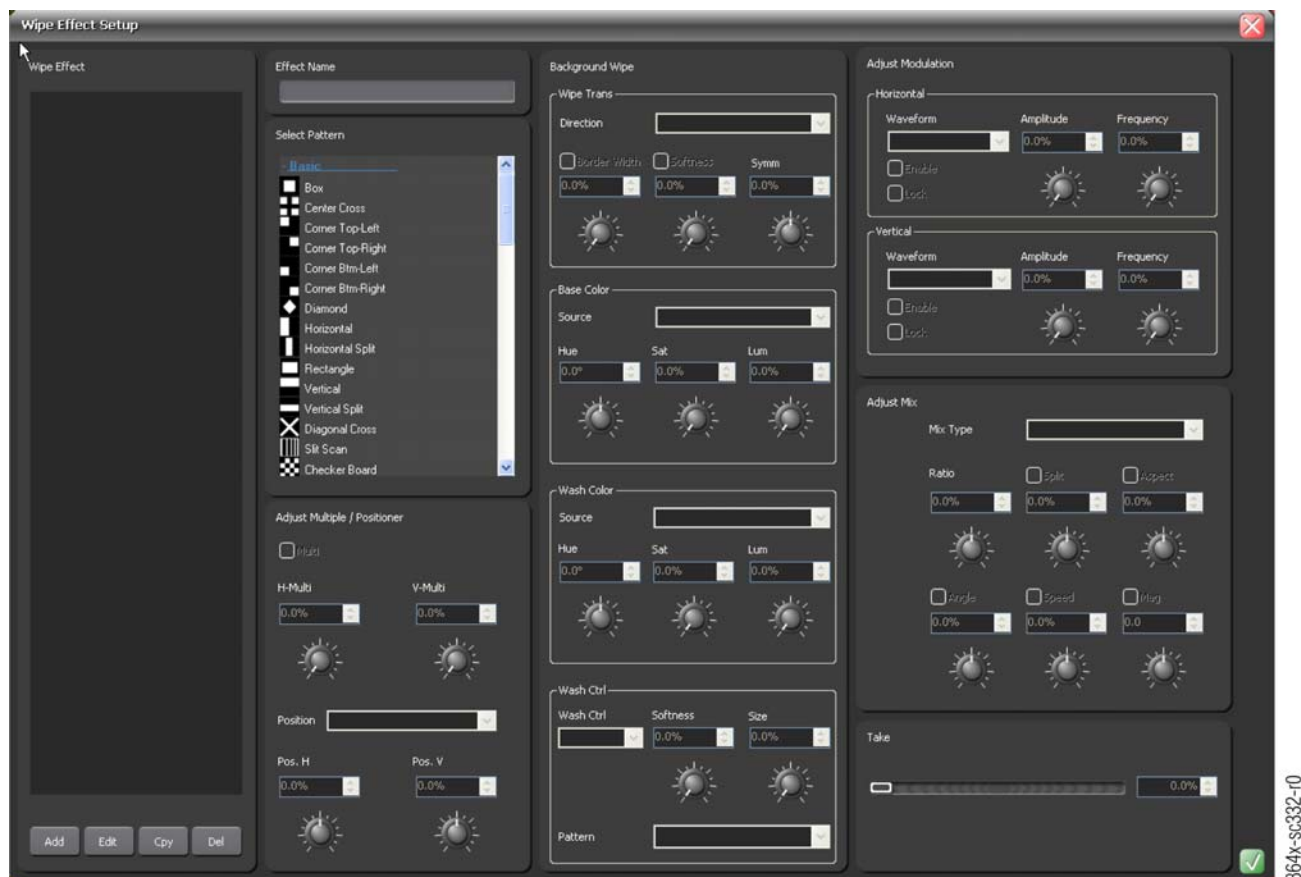 Wipe Effect Setup
Wipe Effect
Add Edit Cpy Del
Effect Name
Select Pattern
- Basic
Box
Center Cross
Corner Top-Left
Corner Top-Right
Corner Btm-Left
Corner Btm-Right
Diamond
Horizontal
Horizontal Split
Rectangle
Vertical
Vertical Split
Diagonal Cross
Slit Scan
Checker Board
Adjust Multiple / Positioner
Multi
H-Multi V-Multi
0.0% 0.0%
Position
Pos. H Pos. V
0.0% 0.0%
Background Wipe
Wipe Trans
Direction
Border Width Softness Symm
0.0% 0.0% 0.0%
Base Color
Source
Hue Sat Lum
0.0° 0.0% 0.0%
Wash Color
Source
Hue Sat Lum
0.0° 0.0% 0.0%
Wash Ctrl
Wash Ctrl Softness Size
0.0% 0.0%
Pattern
Adjust Modulation
Horizontal
Waveform Amplitude Frequency
0.0% 0.0%
Enable
Lock
Vertical
Waveform Amplitude Frequency
0.0% 0.0%
Enable
Lock
Adjust Mix
Mix Type
Ratio Split Aspect
0.0% 0.0% 0.0%
Angle Speed Mag
0.0% 0.0% 0.0
Take
0.0%
864x-sc332-r0